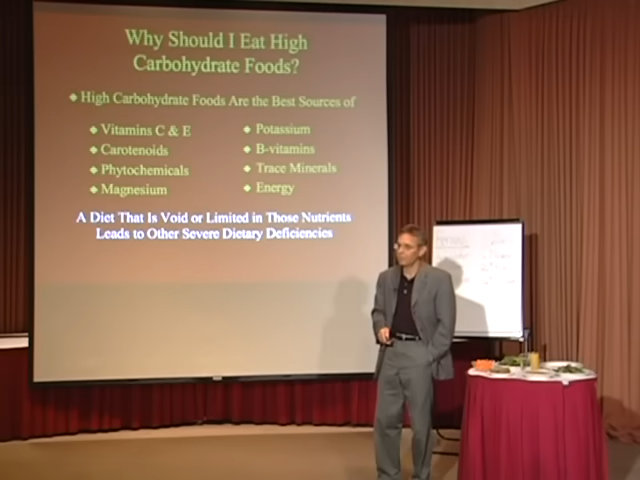 Why Should I Eat High
Carbohydrate Foods?
❖ High Carbohydrate Foods Are the Best Sources of
❖ Vitamins C & E
❖ Carotenoids
❖ Phytochemicals
❖ Magnesium
❖ Potassium
❖ B-vitamins
❖ Trace Minerals
❖ Energy
A Diet That Is Void or Limited in Those Nutrients
Leads to Other Severe Dietary Deficiencies